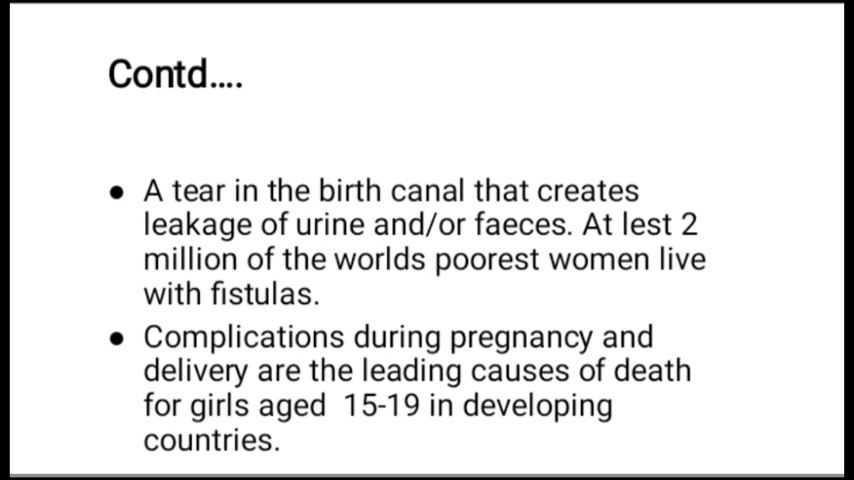 Contd....
● A tear in the birth canal that creates
leakage of urine and/or faeces. At lest 2
million of the worlds poorest women live
with fistulas.
● Complications during pregnancy and
delivery are the leading causes of death
for girls aged  15-19 in developing
countries.